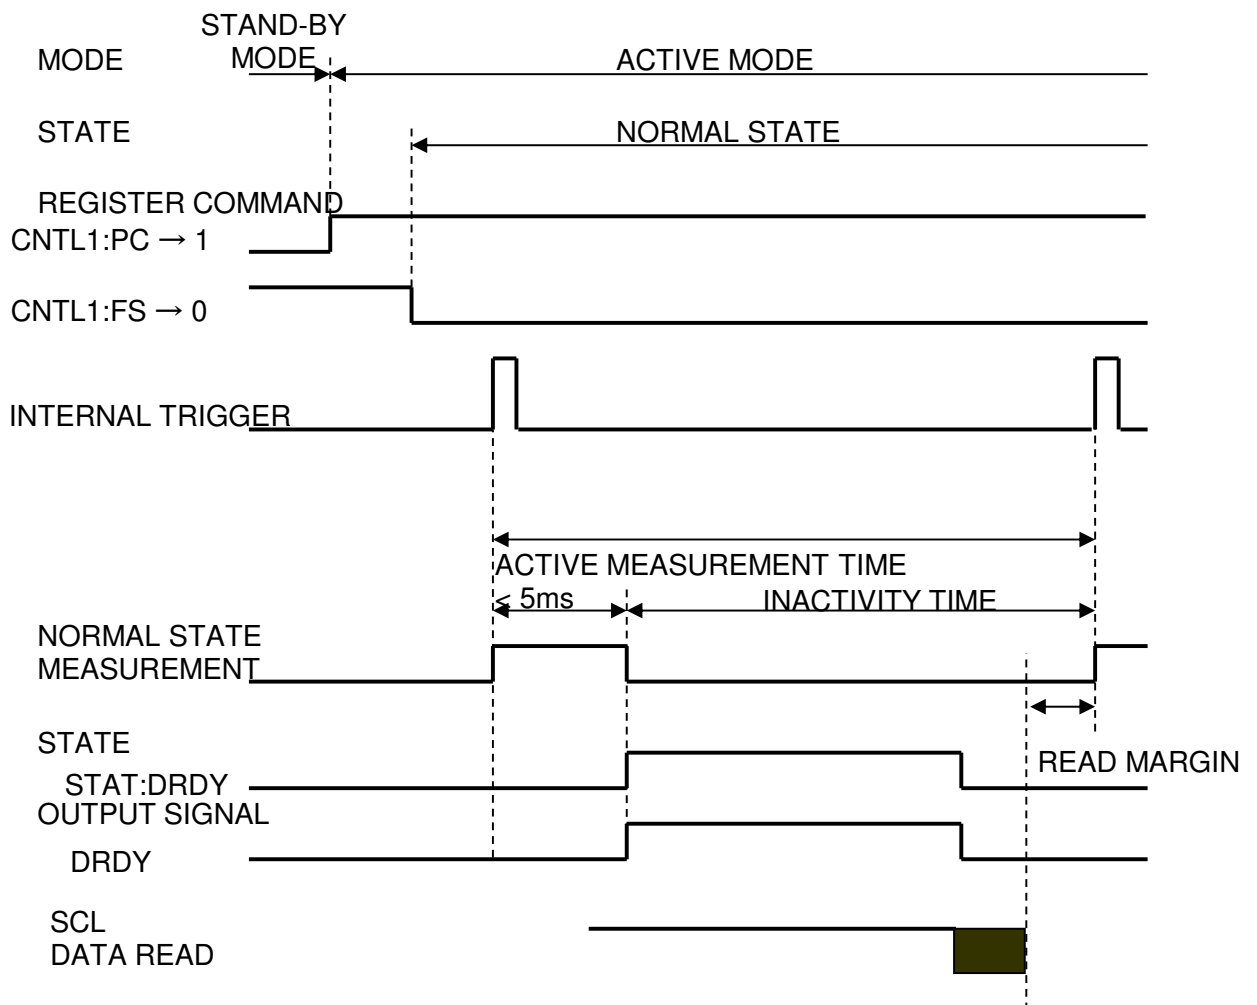 STAND-BY
MODE
MODE
ACTIVE MODE
STATE
NORMAL STATE
REGISTER COMMAND
CNTL1:PC → 1
CNTL1:FS → 0
INTERNAL TRIGGER
ACTIVE MEASUREMENT TIME
< 5ms
INACTIVITY TIME
NORMAL STATE
MEASUREMENT
STATE
READ MARGIN
STAT:DRDY
OUTPUT SIGNAL
DRDY
SCL
DATA READ